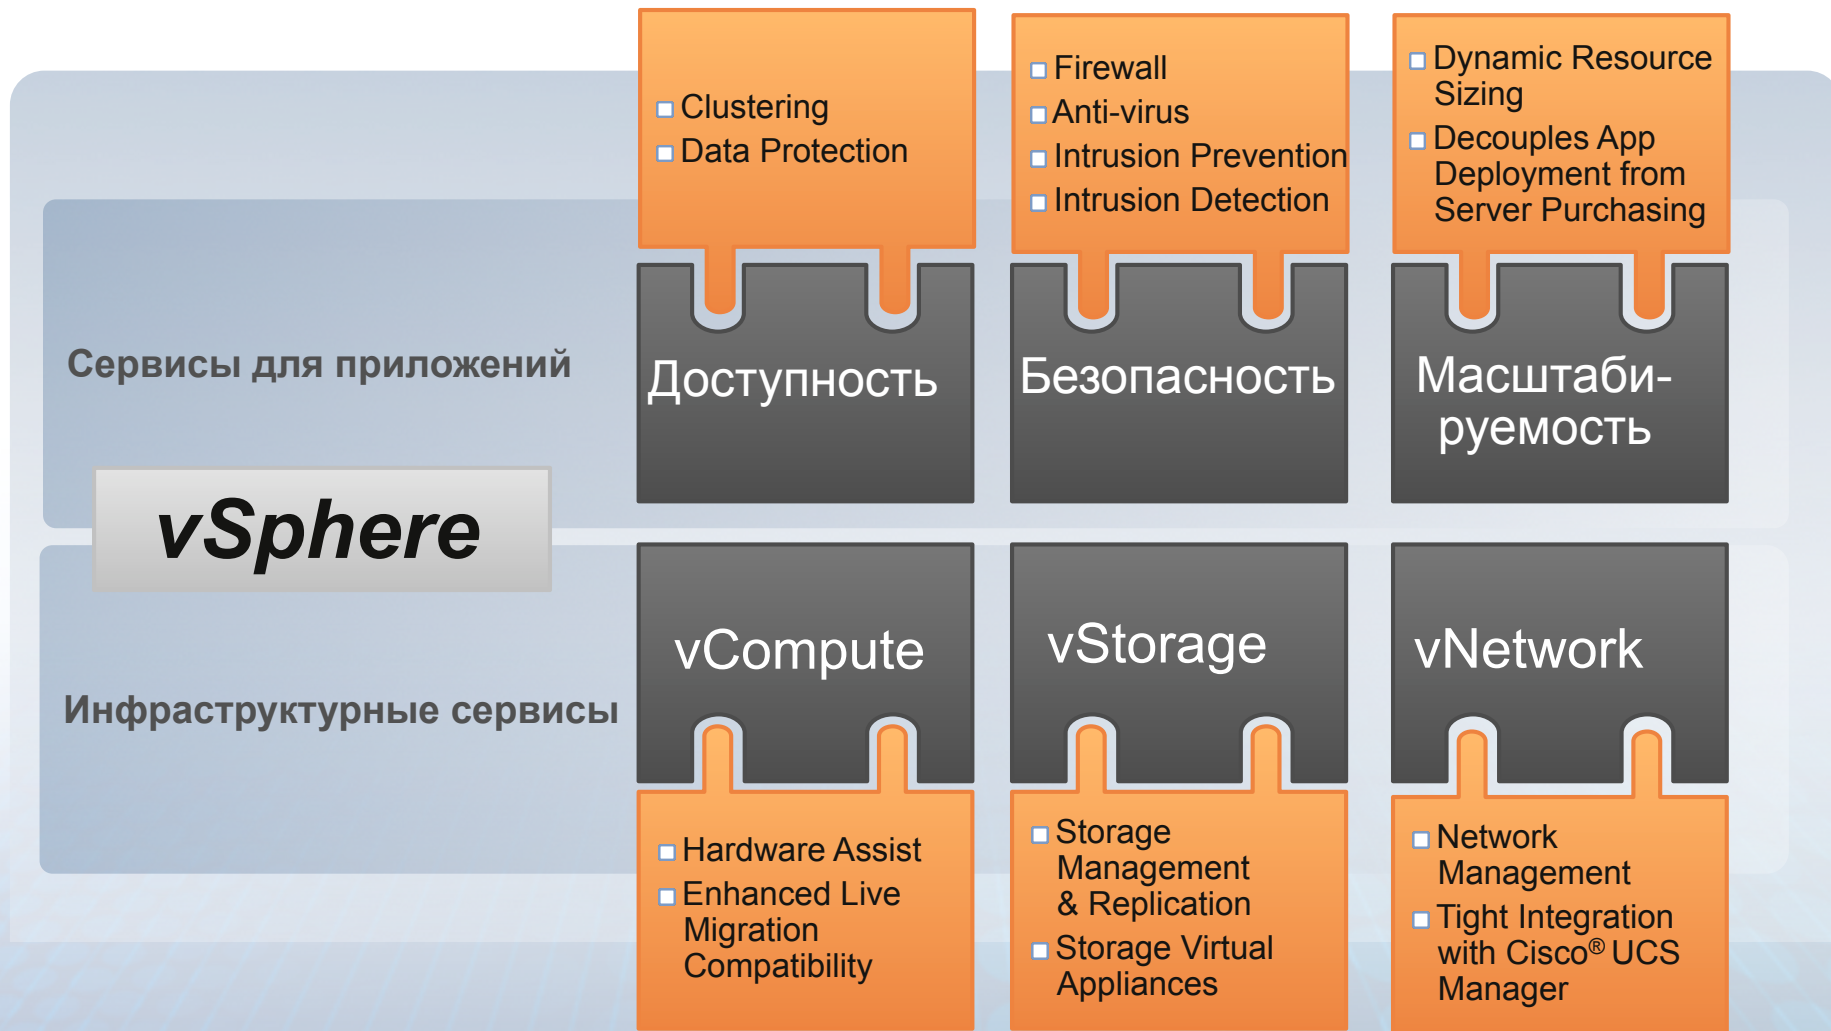 Clustering
Data Protection
Firewall
Anti-virus
Intrusion Prevention
Intrusion Detection
Dynamic Resource
Sizing
Decouples App
Deployment from
Server Purchasing
Сервисы для приложений
Доступность
Безопасность
Масштаби-
руемость
vSphere
Инфраструктурные сервисы
vCompute
vStorage
vNetwork
Hardware Assist
Enhanced Live
Migration
Compatibility
Storage
Management
& Replication
Storage Virtual
Appliances
Network
Management
Tight Integration
with Cisco® UCS
Manager